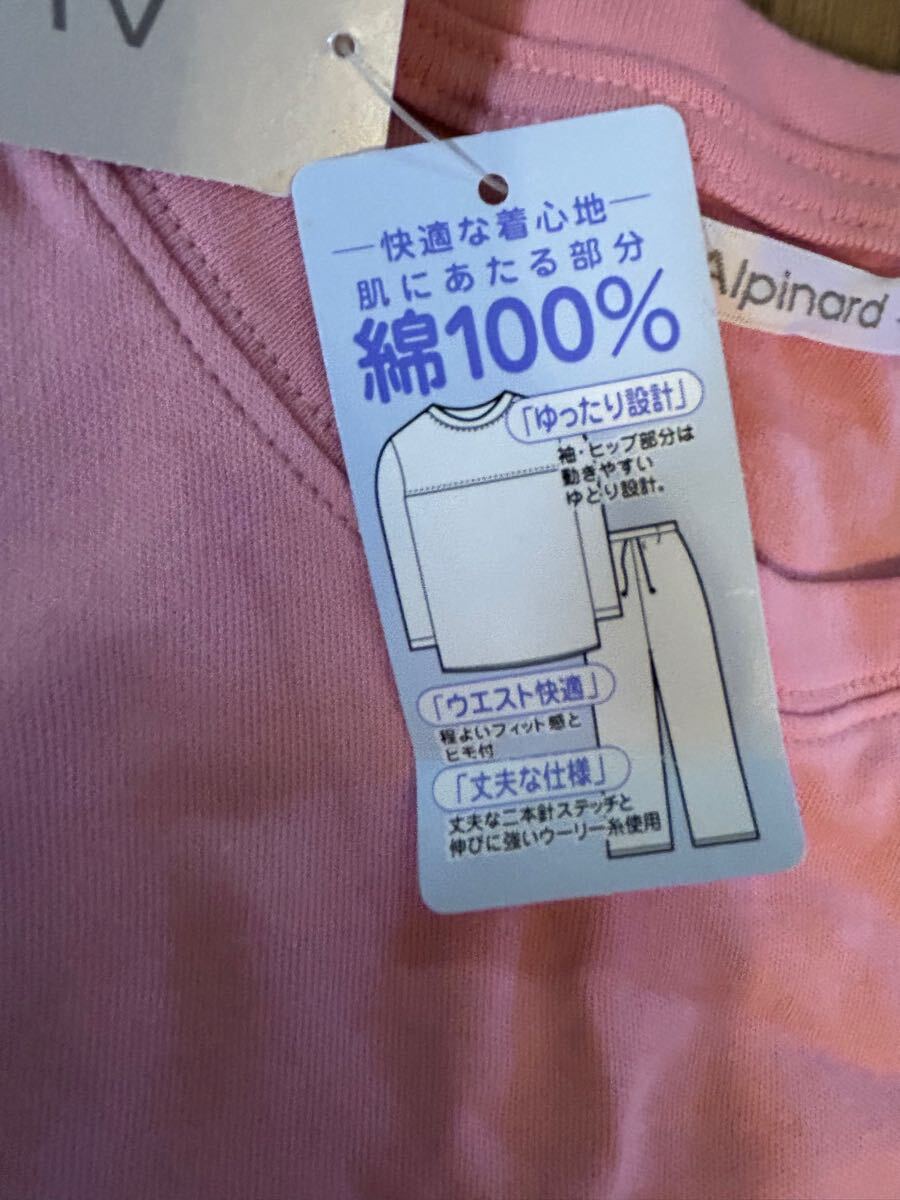 快適な着心地
肌にあたる部分
綿100%
「ゆったり設計」
袖・ヒップ部分は
動きやすい
ゆとり設計。
「ウエスト快適」
程よいフィット感と
ヒモ付
「丈夫な仕様」
丈夫な二本針ステッチと
伸びに強いウーリー糸使用
Alpinard